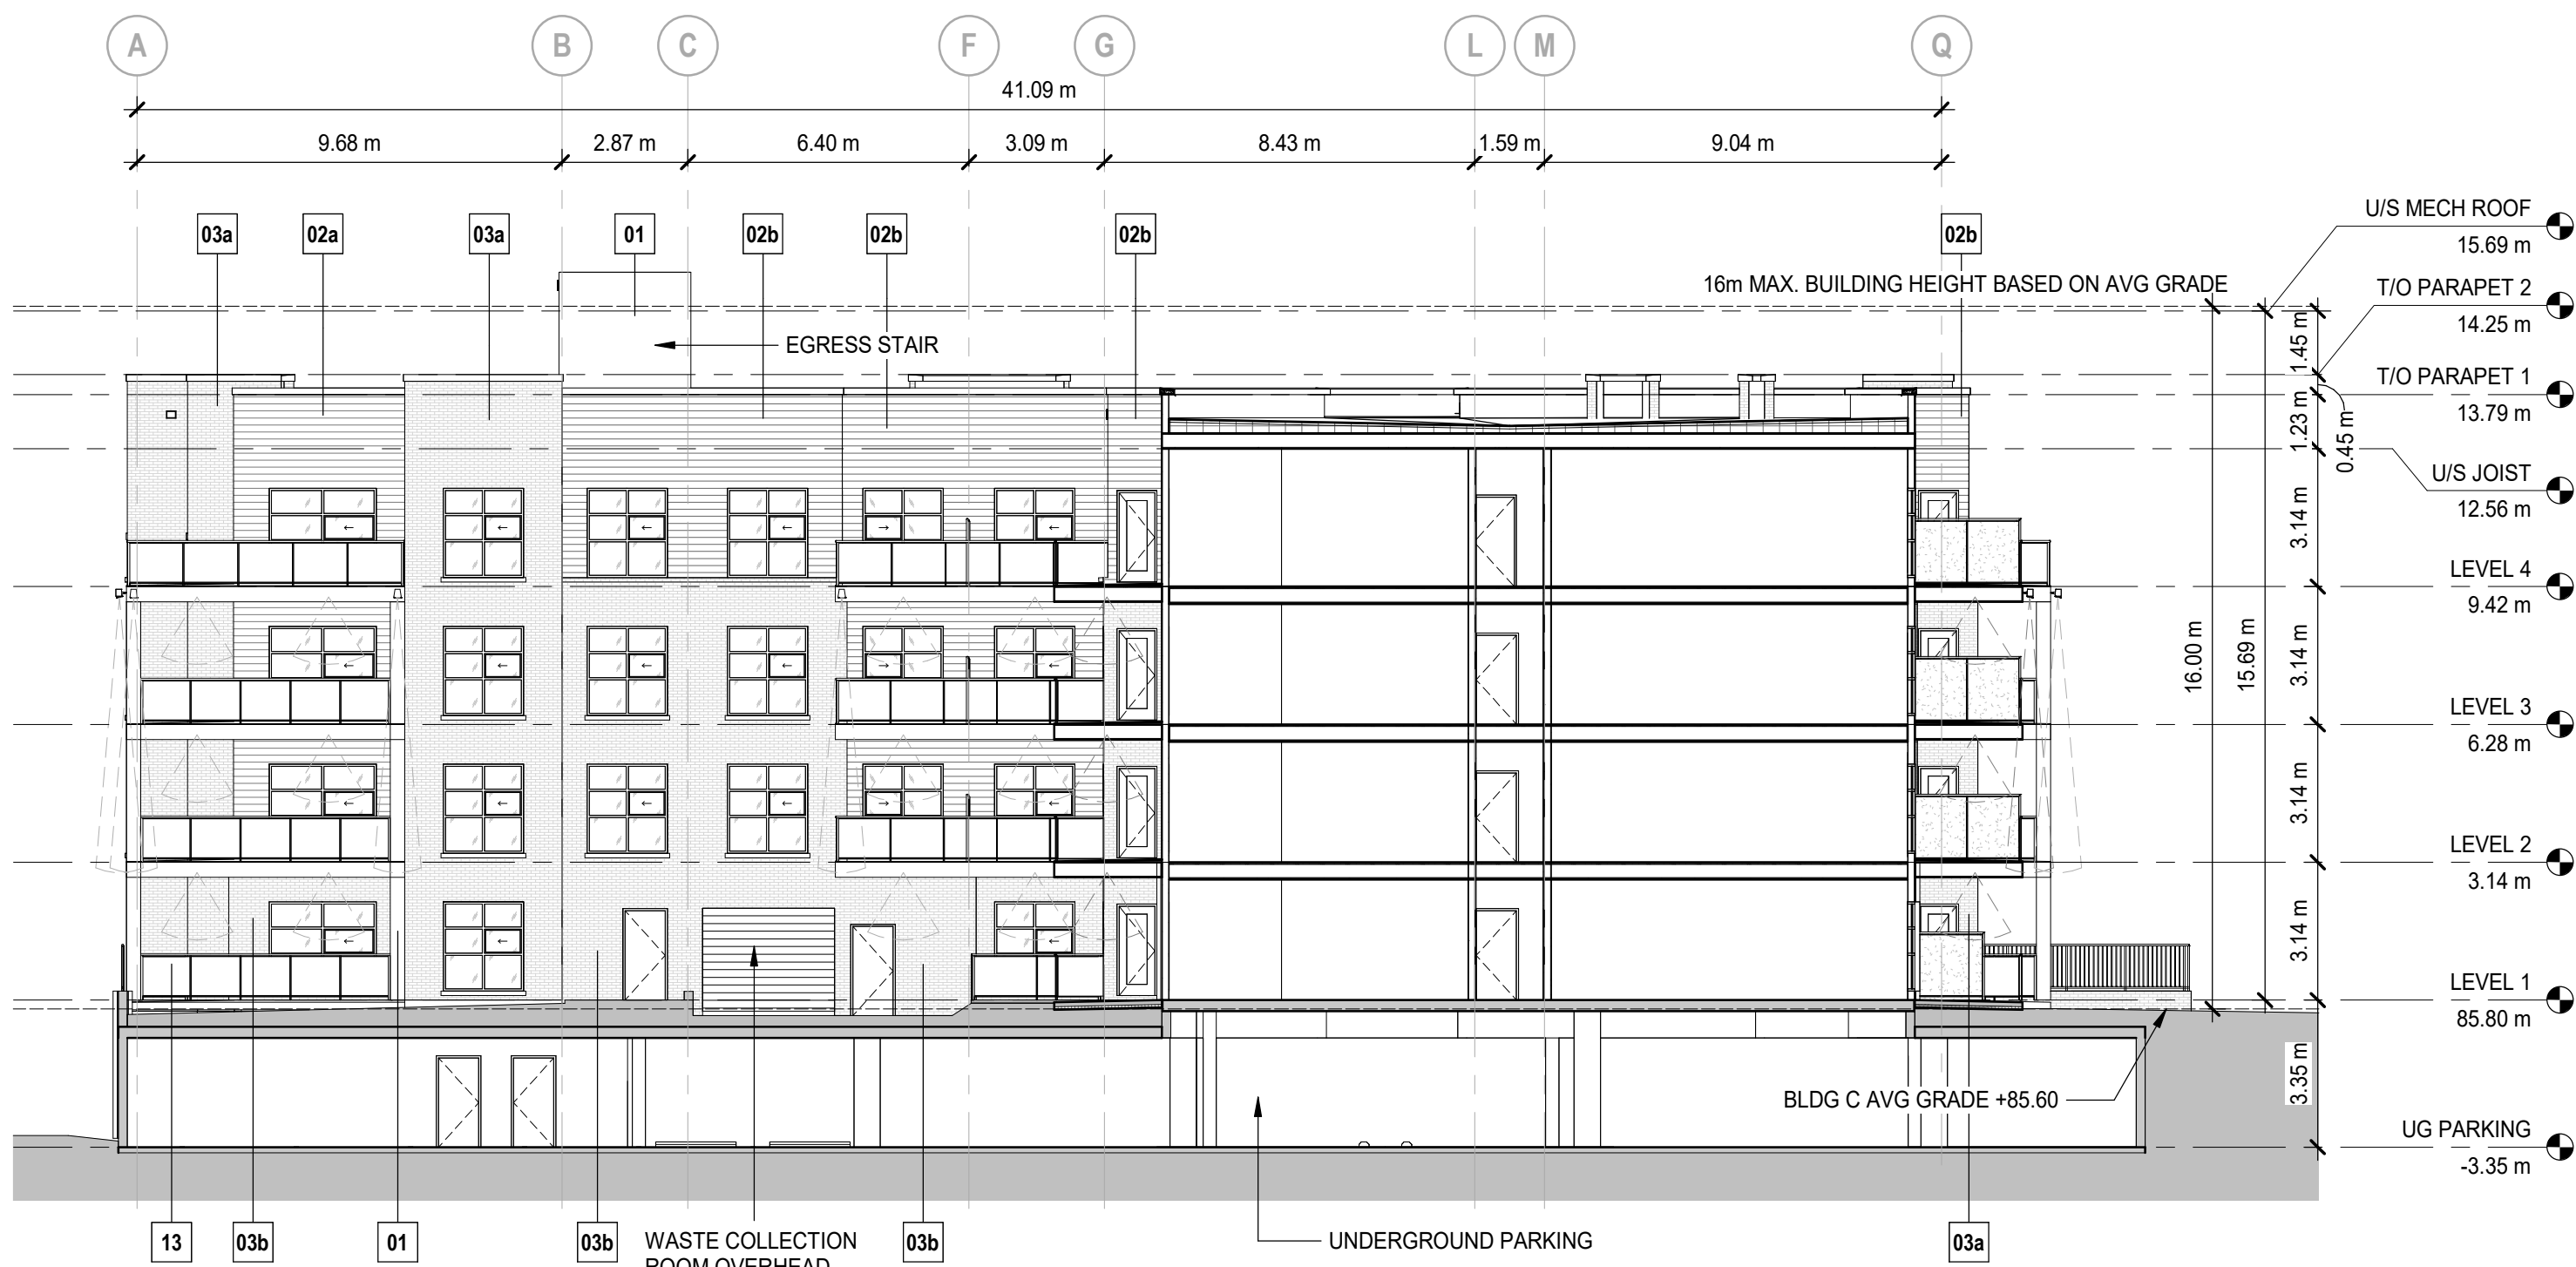 A B C F G L M Q
41.09 m
9.68 m 2.87 m 6.40 m 3.09 m 8.43 m 1.59 m 9.04 m
03a 02a 03a 01 02b 02b 02b 02b
U/S MECH ROOF
15.69 m
16m MAX. BUILDING HEIGHT BASED ON AVG GRADE
T/O PARAPET 2
14.25 m
EGRESS STAIR
T/O PARAPET 1
13.79 m
U/S JOIST
12.56 m
LEVEL 4
9.42 m
LEVEL 3
6.28 m
LEVEL 2
3.14 m
LEVEL 1
85.80 m
UG PARKING
-3.35 m
1.45 m
1.23 m
0.45 m
3.14 m
3.14 m
3.14 m
3.14 m
3.35 m
16.00 m
15.69 m
BLDG C AVG GRADE +85.60
13 03b 01 03b 03b 03a
WASTE COLLECTION
ROOM OVERHEAD
UNDERGROUND PARKING